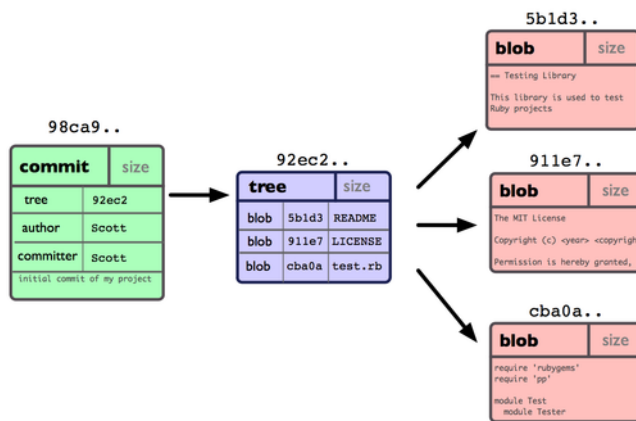 98ca9..
commit size
tree 92ec2
author Scott
committer Scott
initial commit of my project
92ec2..
tree size
blob 5b1d3 README
blob 911e7 LICENSE
blob cba0a test.rb
5b1d3..
blob size
== Testing Library
This library is used to test
Ruby projects
911e7..
blob size
The MIT License
Copyright (c) <year> <copyrigh
Permission is hereby granted,
cba0a..
blob size
require 'rubygems'
require 'pp'
module Test
module Tester